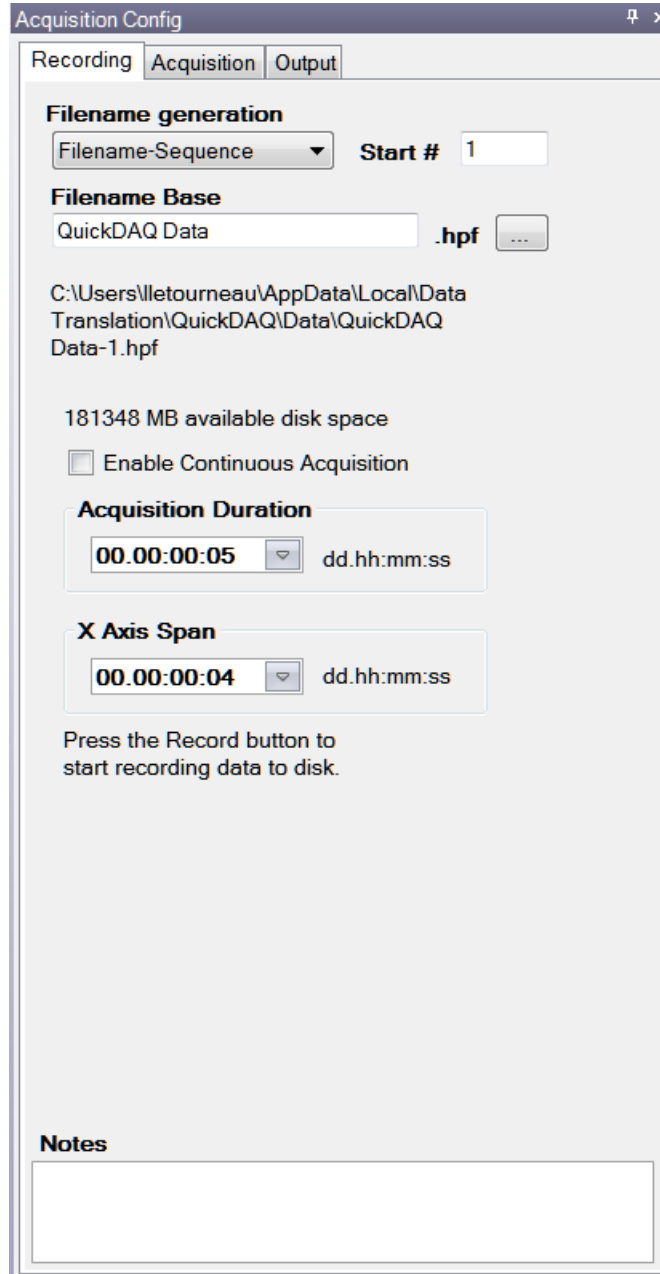 Acquisition Config
Recording Acquisition Output
Filename generation
Filename-Sequence Start # 1
Filename Base
QuickDAQ Data .hpf ...
C:\Users\lletourneau\AppData\Local\Data
Translation\QuickDAQ\Data\QuickDAQ
Data-1.hpf
181348 MB available disk space
Enable Continuous Acquisition
Acquisition Duration
00.00:00:05 dd.hh:mm:ss
X Axis Span
00.00:00:04 dd.hh:mm:ss
Press the Record button to
start recording data to disk.
Notes